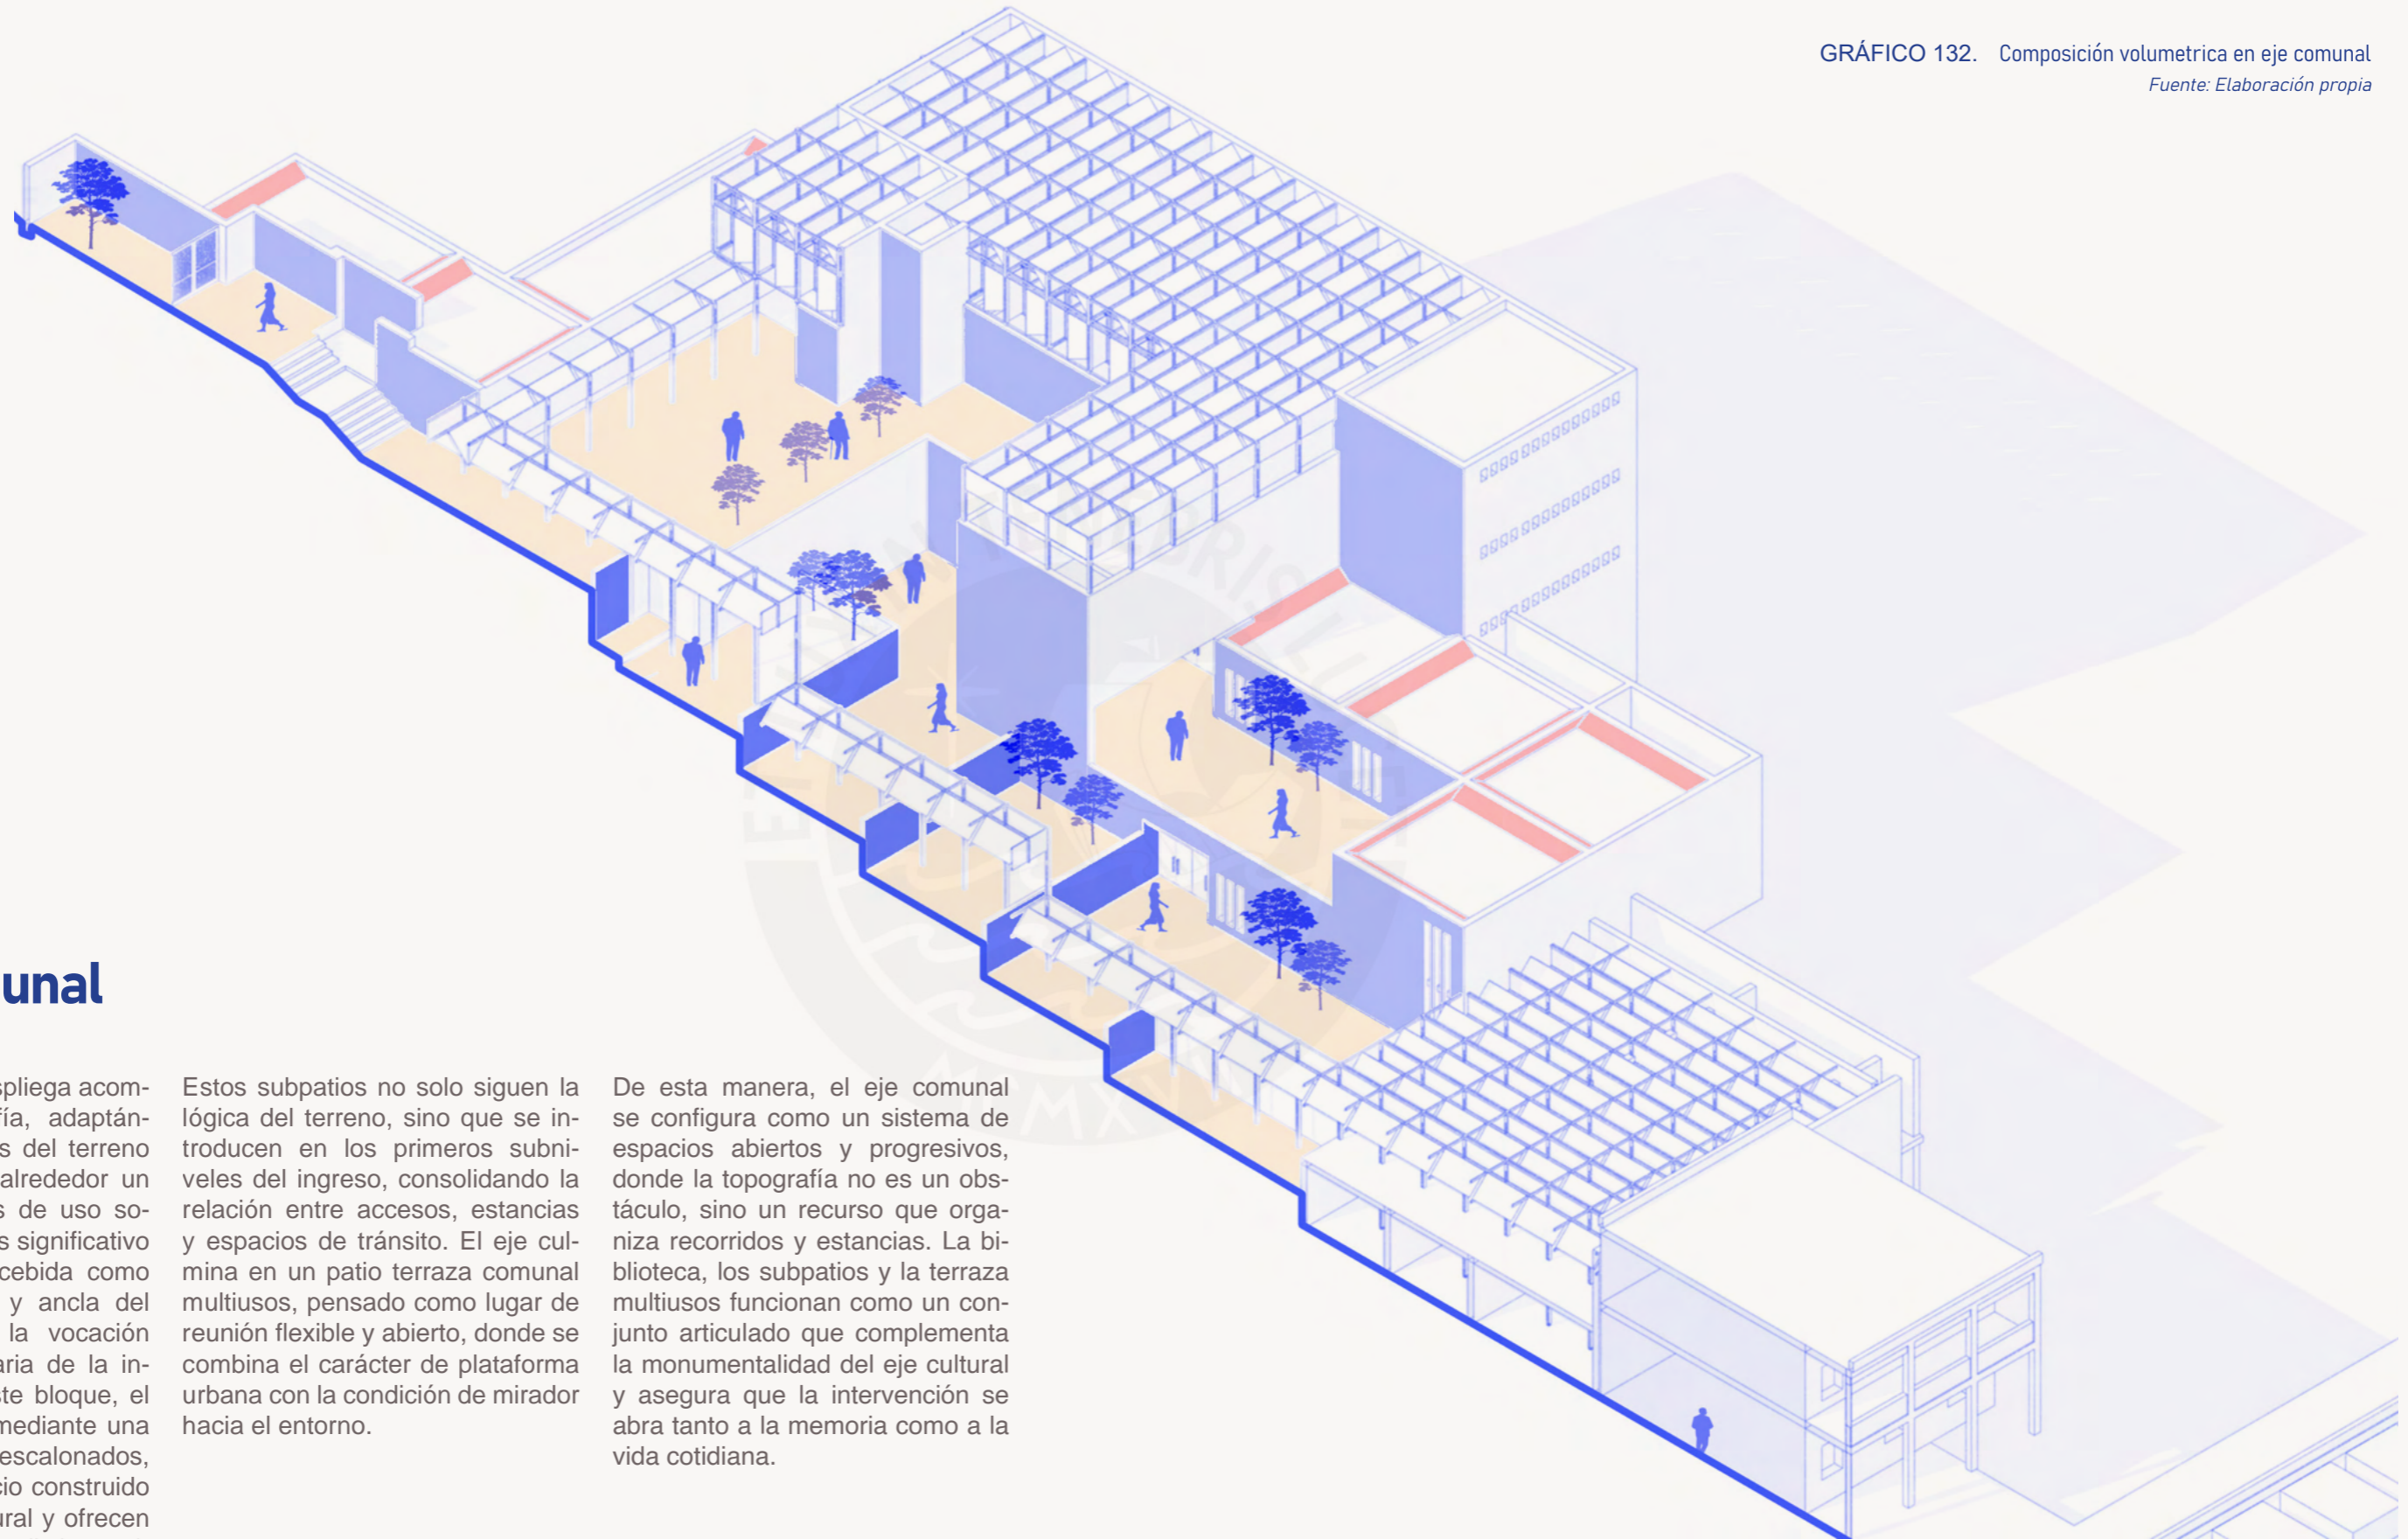 GRÁFICO 132. Composición volumetrica en eje comunal
Fuente: Elaboración propia
unal
spliega acom-
fía, adaptán-
s del terreno
alrededor un
s de uso so-
s significativo
cebida como
y ancla del
la vocación
aria de la in-
ste bloque, el
mediante una
escalonados,
cio construido
ural y ofrecen
Estos subpatios no solo siguen la
lógica del terreno, sino que se in-
troducen en los primeros subni-
veles del ingreso, consolidando la
relación entre accesos, estancias
y espacios de tránsito. El eje cul-
mina en un patio terraza comunal
multiusos, pensado como lugar de
reunión flexible y abierto, donde se
combina el carácter de plataforma
urbana con la condición de mirador
hacia el entorno.
De esta manera, el eje comunal
se configura como un sistema de
espacios abiertos y progresivos,
donde la topografía no es un obs-
táculo, sino un recurso que orga-
niza recorridos y estancias. La bi-
blioteca, los subpatios y la terraza
multiusos funcionan como un con-
junto articulado que complementa
la monumentalidad del eje cultural
y asegura que la intervención se
abra tanto a la memoria como a la
vida cotidiana.